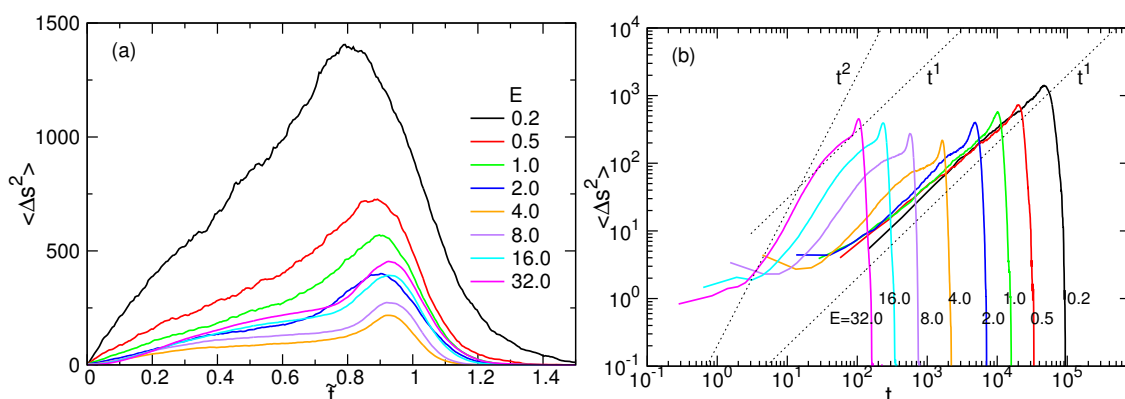 (a)
1500
1000
500
0
<Δs²>
0 0.2 0.4 0.6 0.8 1 1.2 1.4
t̃
E
0.2
0.5
1.0
2.0
4.0
8.0
16.0
32.0
(b)
10⁴
10³
10²
10¹
10⁰
10⁻¹
<Δs²>
t²
t¹
t¹
16.0 4.0 1.0 0.2
E=32.0 8.0 2.0 0.5
10⁻¹ 10⁰ 10¹ 10² 10³ 10⁴ 10⁵
t